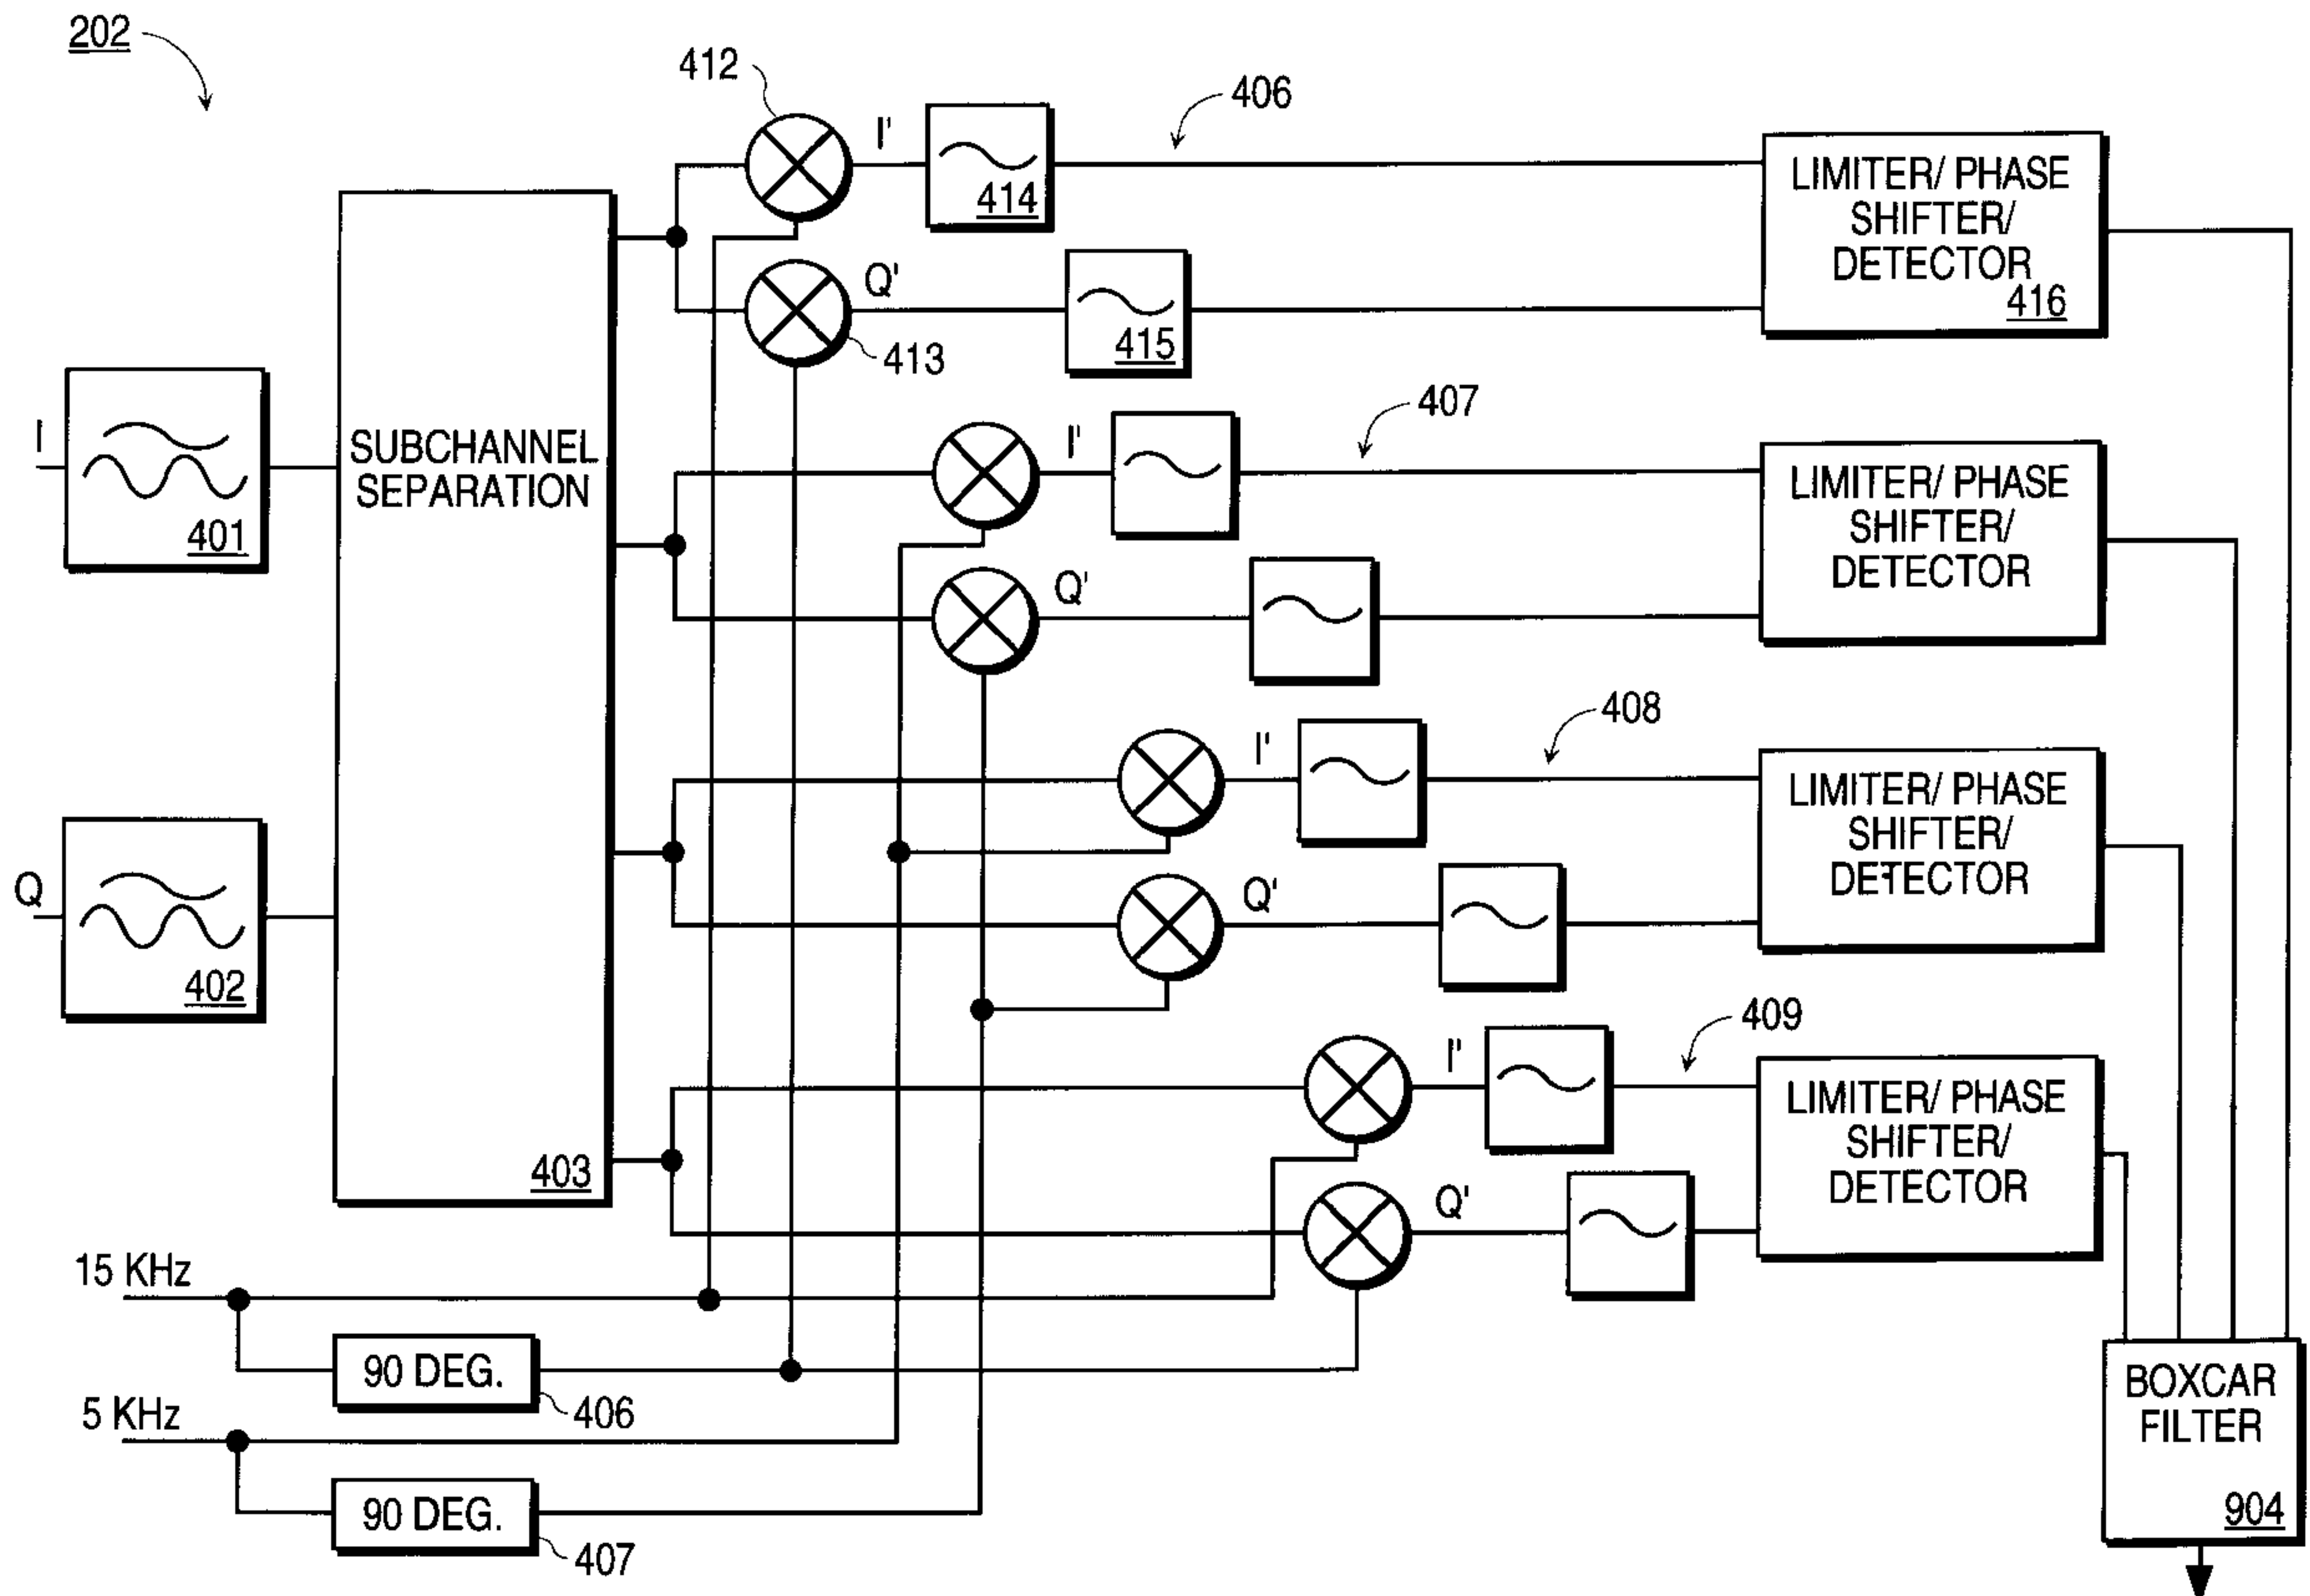 202
412
I'
414
406
LIMITER/ PHASE
SHIFTER/
DETECTOR
416
Q'
413
415
I
401
SUBCHANNEL
SEPARATION
403
I'
407
LIMITER/ PHASE
SHIFTER/
DETECTOR
Q'
Q
402
I'
408
LIMITER/ PHASE
SHIFTER/
DETECTOR
Q'
I'
409
LIMITER/ PHASE
SHIFTER/
DETECTOR
Q'
15 KHz
90 DEG.
406
5 KHz
90 DEG.
407
BOXCAR
FILTER
904